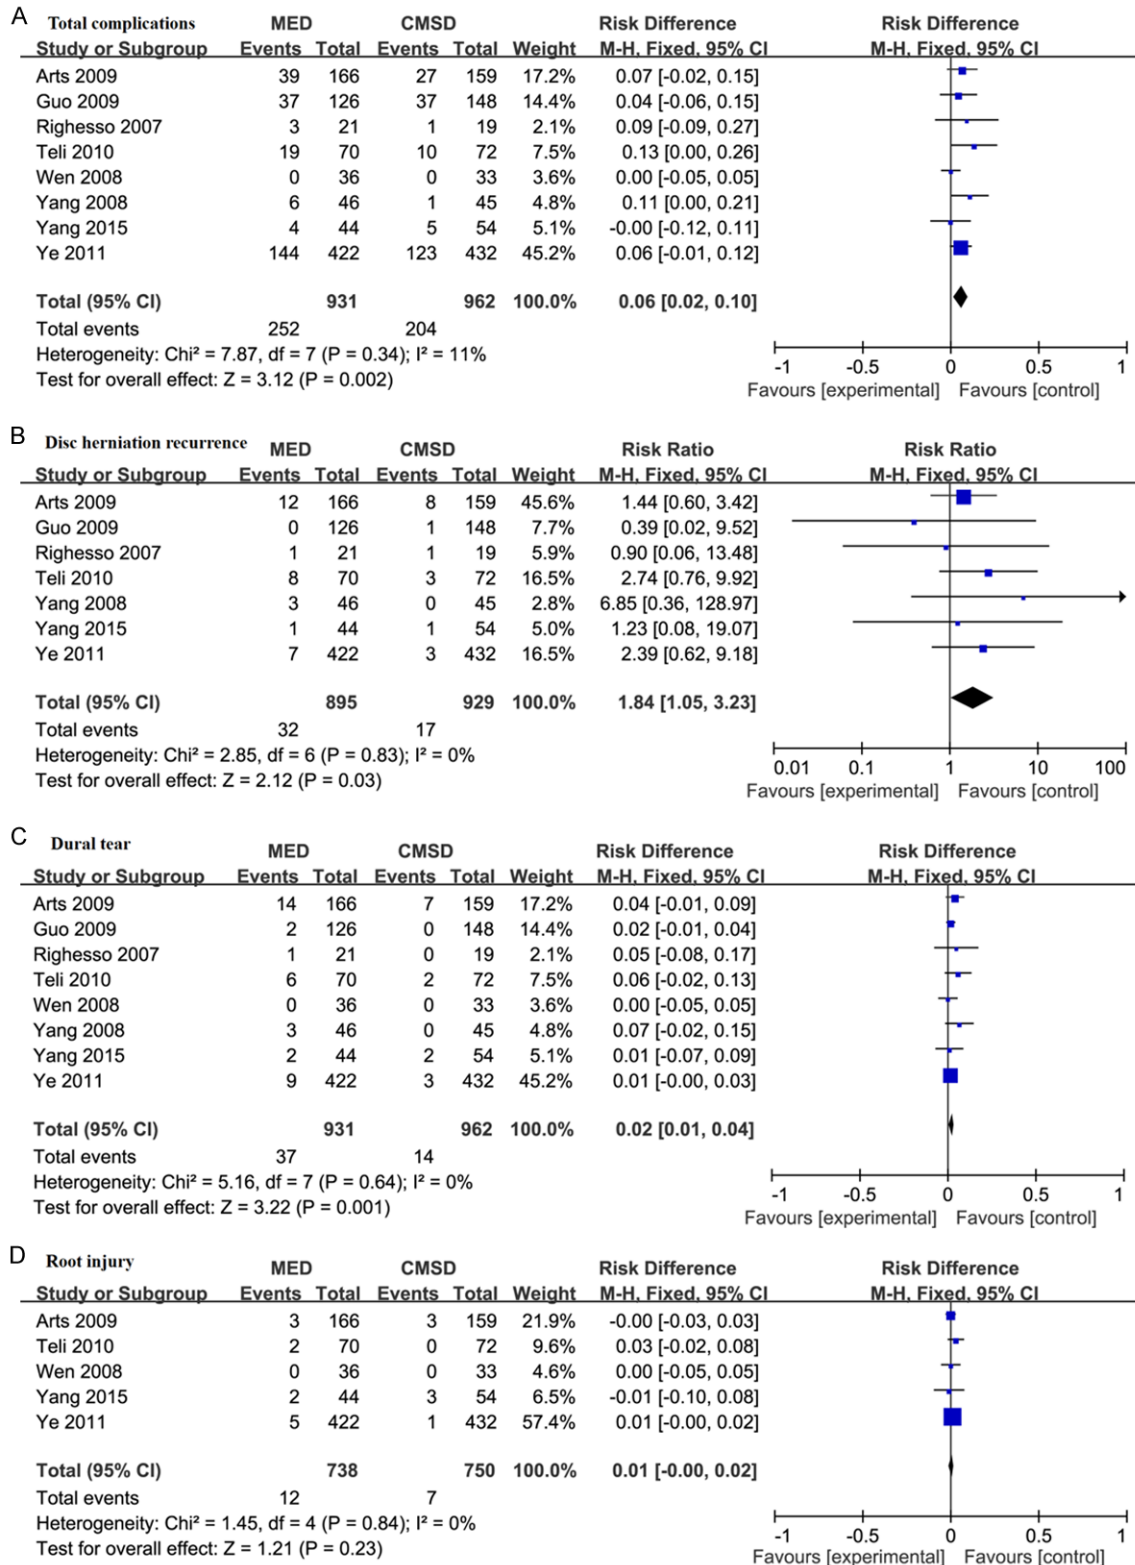 A Total complications MED CMSD Risk Difference Risk Difference
Study or Subgroup Events Total Events Total Weight M-H, Fixed, 95% CI M-H, Fixed, 95% CI
Arts 2009 39 166 27 159 17.2% 0.07 [-0.02, 0.15]
Guo 2009 37 126 37 148 14.4% 0.04 [-0.06, 0.15]
Righesso 2007 3 21 1 19 2.1% 0.09 [-0.09, 0.27]
Teli 2010 19 70 10 72 7.5% 0.13 [0.00, 0.26]
Wen 2008 0 36 0 33 3.6% 0.00 [-0.05, 0.05]
Yang 2008 6 46 1 45 4.8% 0.11 [0.00, 0.21]
Yang 2015 4 44 5 54 5.1% -0.00 [-0.12, 0.11]
Ye 2011 144 422 123 432 45.2% 0.06 [-0.01, 0.12]
Total (95% CI) 931 962 100.0% 0.06 [0.02, 0.10]
Total events 252 204
Heterogeneity: Chi² = 7.87, df = 7 (P = 0.34); I² = 11%
Test for overall effect: Z = 3.12 (P = 0.002)
-1 -0.5 0 0.5 1
Favours [experimental] Favours [control]
B Disc herniation recurrence MED CMSD Risk Ratio Risk Ratio
Study or Subgroup Events Total Events Total Weight M-H, Fixed, 95% CI M-H, Fixed, 95% CI
Arts 2009 12 166 8 159 45.6% 1.44 [0.60, 3.42]
Guo 2009 0 126 1 148 7.7% 0.39 [0.02, 9.52]
Righesso 2007 1 21 1 19 5.9% 0.90 [0.06, 13.48]
Teli 2010 8 70 3 72 16.5% 2.74 [0.76, 9.92]
Yang 2008 3 46 0 45 2.8% 6.85 [0.36, 128.97]
Yang 2015 1 44 1 54 5.0% 1.23 [0.08, 19.07]
Ye 2011 7 422 3 432 16.5% 2.39 [0.62, 9.18]
Total (95% CI) 895 929 100.0% 1.84 [1.05, 3.23]
Total events 32 17
Heterogeneity: Chi² = 2.85, df = 6 (P = 0.83); I² = 0%
Test for overall effect: Z = 2.12 (P = 0.03)
0.01 0.1 1 10 100
Favours [experimental] Favours [control]
C Dural tear MED CMSD Risk Difference Risk Difference
Study or Subgroup Events Total Events Total Weight M-H, Fixed, 95% CI M-H, Fixed, 95% CI
Arts 2009 14 166 7 159 17.2% 0.04 [-0.01, 0.09]
Guo 2009 2 126 0 148 14.4% 0.02 [-0.01, 0.04]
Righesso 2007 1 21 0 19 2.1% 0.05 [-0.08, 0.17]
Teli 2010 6 70 2 72 7.5% 0.06 [-0.02, 0.13]
Wen 2008 0 36 0 33 3.6% 0.00 [-0.05, 0.05]
Yang 2008 3 46 0 45 4.8% 0.07 [-0.02, 0.15]
Yang 2015 2 44 2 54 5.1% 0.01 [-0.07, 0.09]
Ye 2011 9 422 3 432 45.2% 0.01 [-0.00, 0.03]
Total (95% CI) 931 962 100.0% 0.02 [0.01, 0.04]
Total events 37 14
Heterogeneity: Chi² = 5.16, df = 7 (P = 0.64); I² = 0%
Test for overall effect: Z = 3.22 (P = 0.001)
-1 -0.5 0 0.5 1
Favours [experimental] Favours [control]
D Root injury MED CMSD Risk Difference Risk Difference
Study or Subgroup Events Total Events Total Weight M-H, Fixed, 95% CI M-H, Fixed, 95% CI
Arts 2009 3 166 3 159 21.9% -0.00 [-0.03, 0.03]
Teli 2010 2 70 0 72 9.6% 0.03 [-0.02, 0.08]
Wen 2008 0 36 0 33 4.6% 0.00 [-0.05, 0.05]
Yang 2015 2 44 3 54 6.5% -0.01 [-0.10, 0.08]
Ye 2011 5 422 1 432 57.4% 0.01 [-0.00, 0.02]
Total (95% CI) 738 750 100.0% 0.01 [-0.00, 0.02]
Total events 12 7
Heterogeneity: Chi² = 1.45, df = 4 (P = 0.84); I² = 0%
Test for overall effect: Z = 1.21 (P = 0.23)
-1 -0.5 0 0.5 1
Favours [experimental] Favours [control]